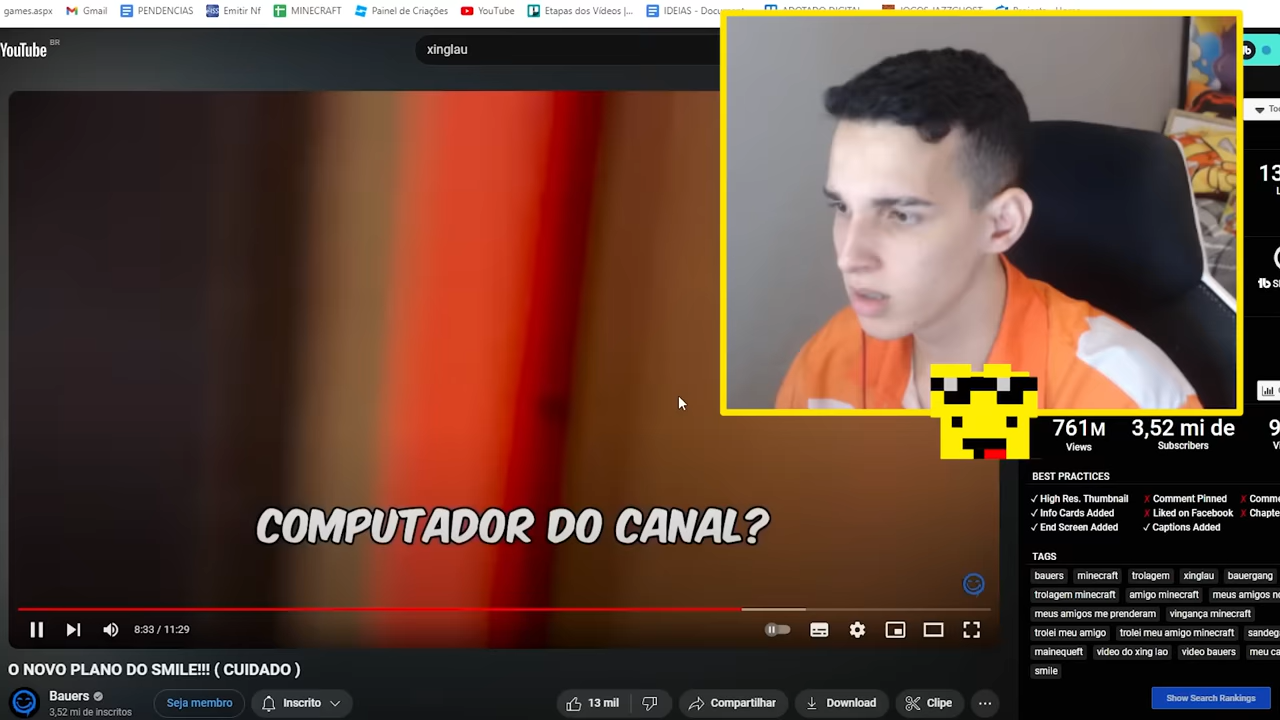 games.aspx Gmail PENDENCIAS Emitir Nf MINECRAFT Painel de Criações YouTube Etapas dos Vídeos |... IDEIAS - Docum
YouTube BR
xinglau
COMPUTADOR DO CANAL?
8:33 / 11:29
O NOVO PLANO DO SMILE!!! ( CUIDADO )
Bauers
3,52 mi de inscritos
Seja membro
Inscrito
13 mil
Compartilhar
Download
Clipe
761M 3,52 mi de
Views Subscribers
BEST PRACTICES
✓ High Res. Thumbnail ✗ Comment Pinned
✓ Info Cards Added ✗ Liked on Facebook ✗ Chapte
✓ End Screen Added ✓ Captions Added
TAGS
bauers minecraft trolagem xinglau bauergang
trolagem minecraft amigo minecraft meus amigos
meus amigos me prenderam vingança minecraft
trolei meu amigo trolei meu amigo minecraft
mainequeft video do xing lao video bauers
smile
Show Search Rankings